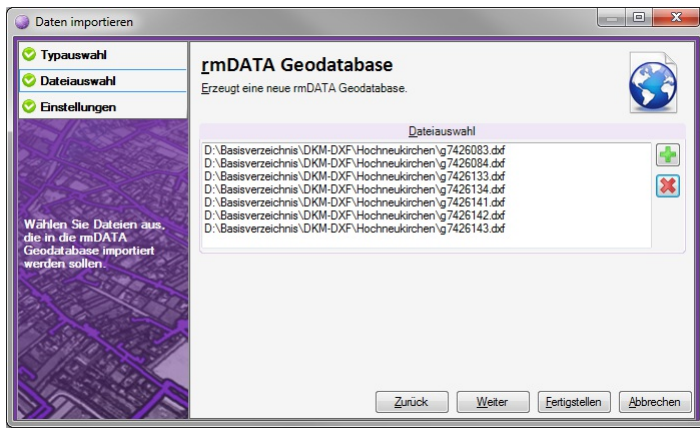 Daten importieren
Typauswahl
Dateiauswahl
Einstellungen
Wählen Sie Dateien aus,
die in die rmDATA
Geodatabase importiert
werden sollen.
rmDATA Geodatabase
Erzeugt eine neue rmDATA Geodatabase.
Dateiauswahl
D:\Basisverzeichnis\DKM-DXF\Hochneukirchen\g7426083.dxf
D:\Basisverzeichnis\DKM-DXF\Hochneukirchen\g7426084.dxf
D:\Basisverzeichnis\DKM-DXF\Hochneukirchen\g7426133.dxf
D:\Basisverzeichnis\DKM-DXF\Hochneukirchen\g7426134.dxf
D:\Basisverzeichnis\DKM-DXF\Hochneukirchen\g7426141.dxf
D:\Basisverzeichnis\DKM-DXF\Hochneukirchen\g7426142.dxf
D:\Basisverzeichnis\DKM-DXF\Hochneukirchen\g7426143.dxf
Zurück
Weiter
Fertigstellen
Abbrechen